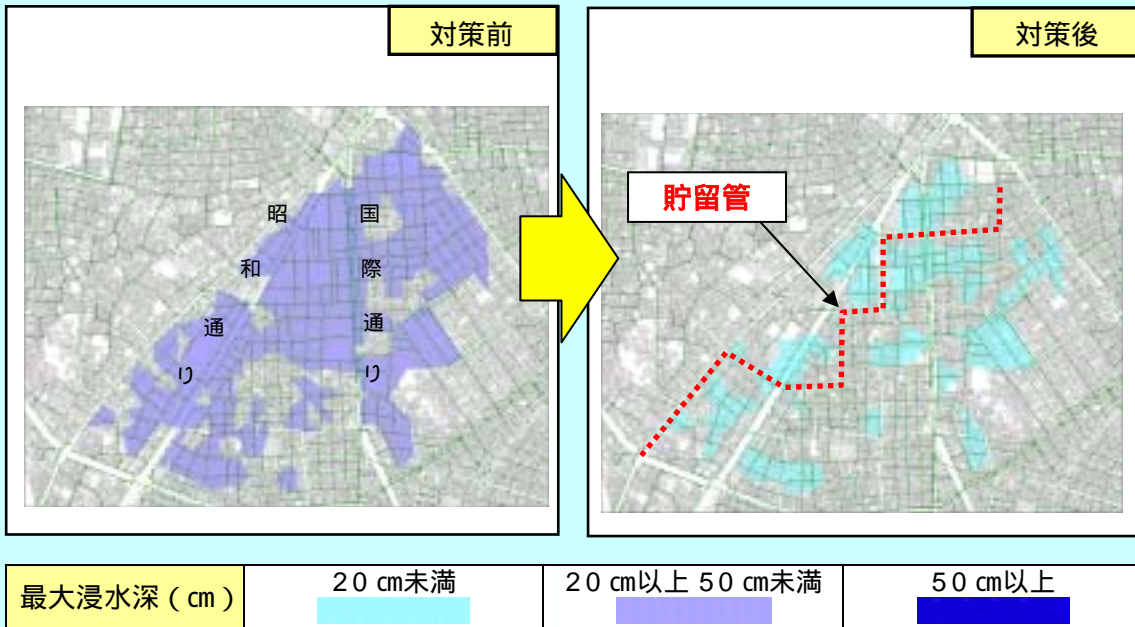 対策前
昭和通り
国際通り
対策後
貯留管
最大浸水深(cm)
20㎝未満
20㎝以上50㎝未満
50㎝以上